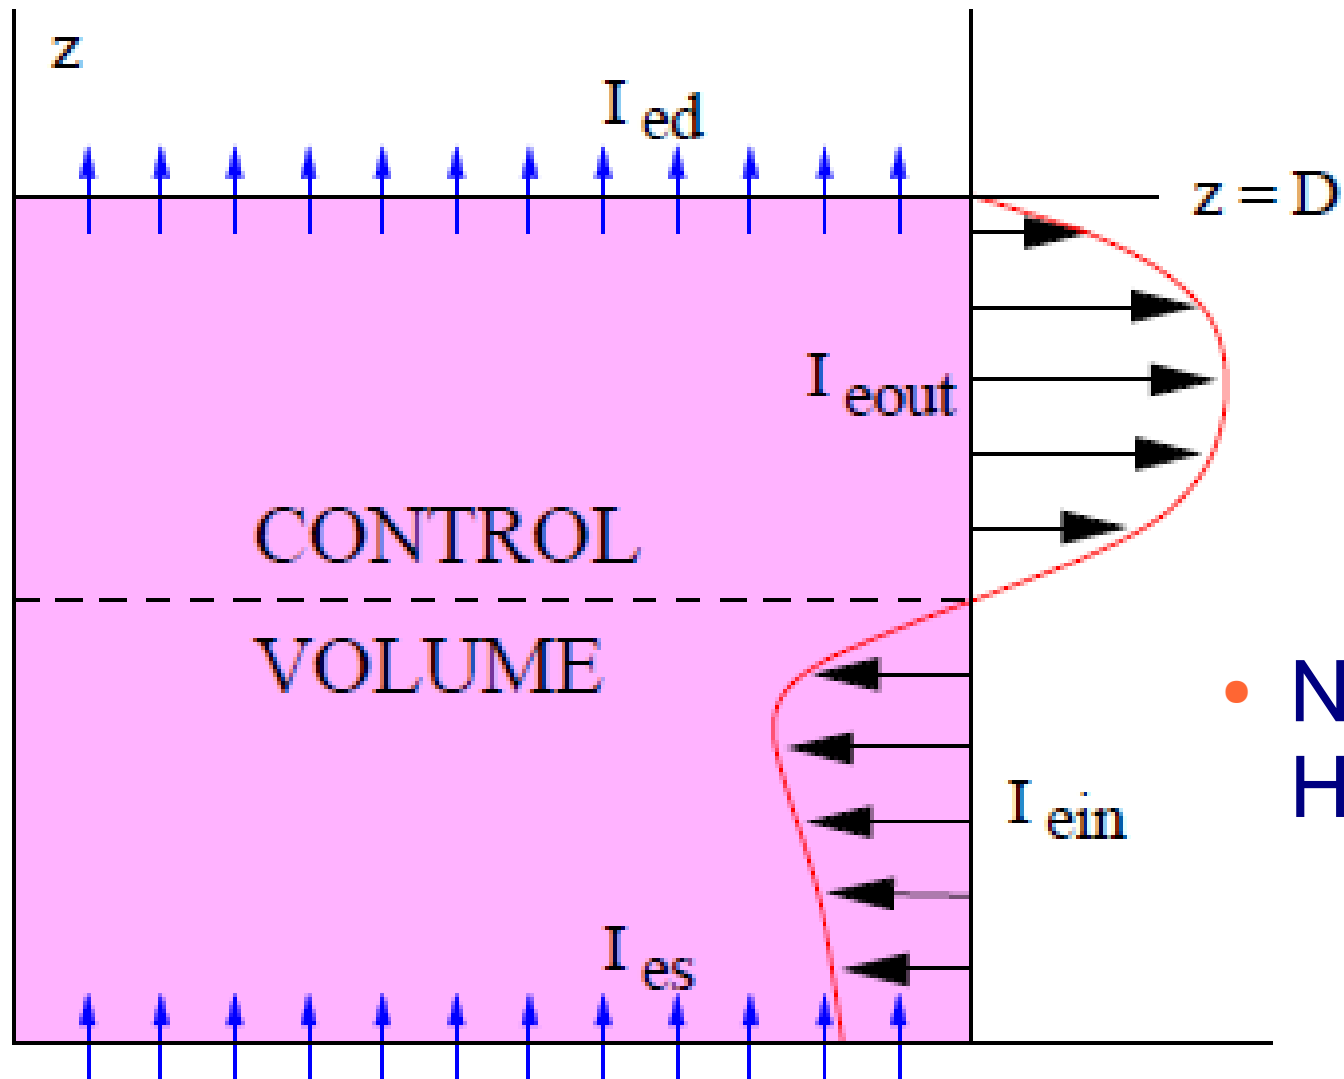 z
I ed
z = D
I eout
CONTROL
VOLUME
• N
H
I ein
I es